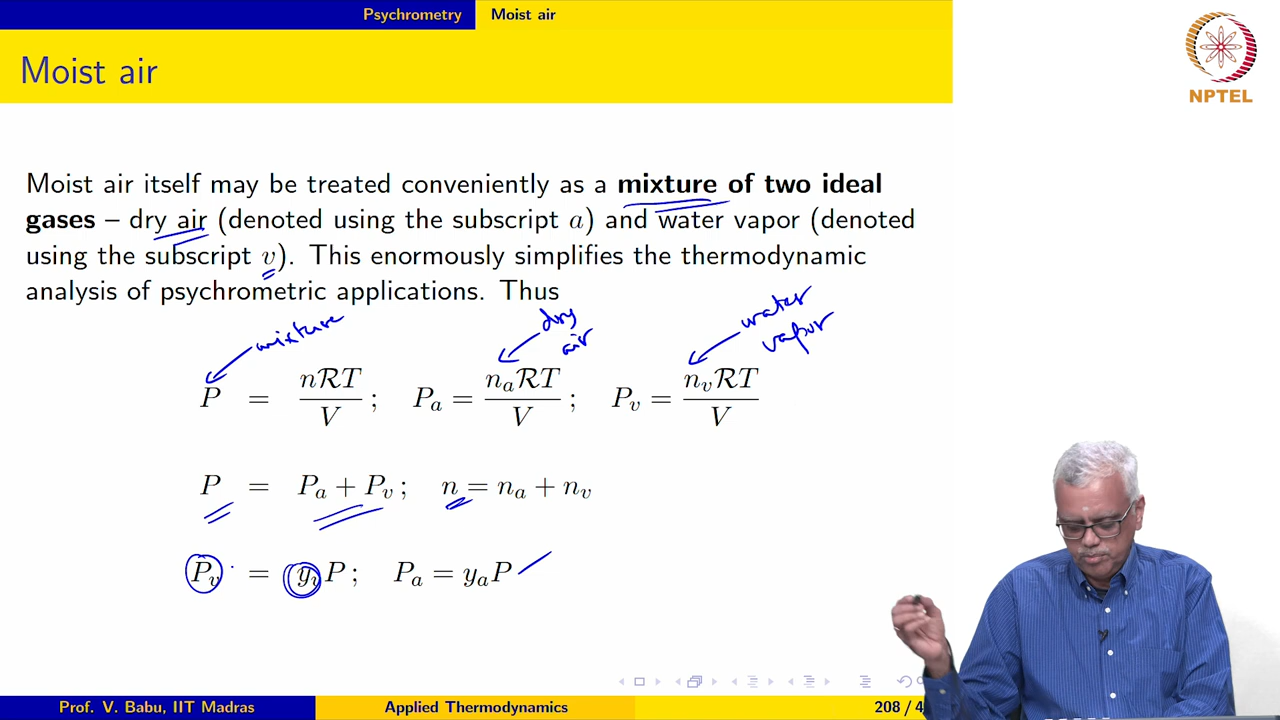 Psychrometry Moist air
Moist air
NPTEL
Moist air itself may be treated conveniently as a mixture of two ideal
gases – dry air (denoted using the subscript a) and water vapor (denoted
using the subscript v). This enormously simplifies the thermodynamic
analysis of psychrometric applications. Thus
mixture
dry
air
water
vapor
P = nRT/V ; P_a = n_aRT/V ; P_v = n_vRT/V
P = P_a + P_v ; n = n_a + n_v
P_v = y_vP ; P_a = y_aP
Prof. V. Babu, IIT Madras Applied Thermodynamics 208 / 4